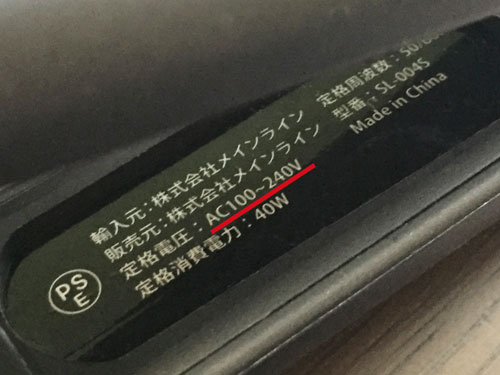 輸入元：株式会社メインライン
販売元：株式会社メインライン
定格電圧：AC100~240V
定格消費電力：40W
定格周波数：50/60
型番：SL-004S
Made in China
PS
E